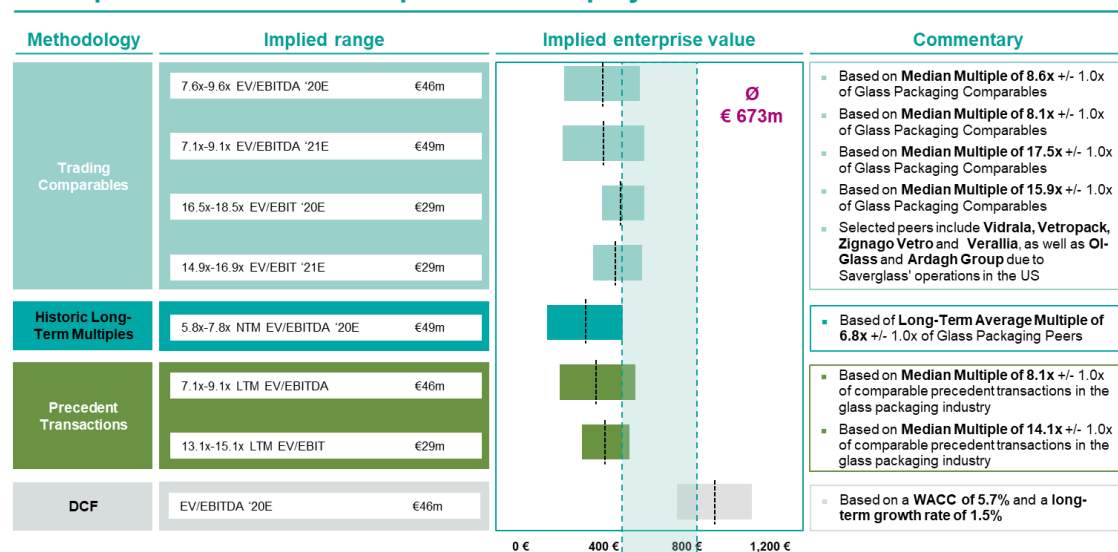 Methodology
Implied range
Implied enterprise value
Commentary
Trading
Comparables
7.6x-9.6x EV/EBITDA ‘20E €46m
7.1x-9.1x EV/EBITDA ‘21E €49m
16.5x-18.5x EV/EBIT ‘20E €29m
14.9x-16.9x EV/EBIT ‘21E €29m
Ø
€ 673m
Based on Median Multiple of 8.6x +/- 1.0x
of Glass Packaging Comparables
Based on Median Multiple of 8.1x +/- 1.0x
of Glass Packaging Comparables
Based on Median Multiple of 17.5x +/- 1.0x
of Glass Packaging Comparables
Based on Median Multiple of 15.9x +/- 1.0x
of Glass Packaging Comparables
Selected peers include Vidrala, Vetropack,
Zignago Vetro and Verallia, as well as OI-
Glass and Ardagh Group due to
Saverglass' operations in the US
Historic Long-
Term Multiples
5.8x-7.8x NTM EV/EBITDA ‘20E €49m
Based of Long-Term Average Multiple of
6.8x +/- 1.0x of Glass Packaging Peers
Precedent
Transactions
7.1x-9.1x LTM EV/EBITDA €46m
13.1x-15.1x LTM EV/EBIT €29m
Based on Median Multiple of 8.1x +/- 1.0x
of comparable precedent transactions in the
glass packaging industry
Based on Median Multiple of 14.1x +/- 1.0x
of comparable precedent transactions in the
glass packaging industry
DCF
EV/EBITDA ‘20E €46m
Based on a WACC of 5.7% and a long-
term growth rate of 1.5%
0 € 400 € 800 € 1,200 €